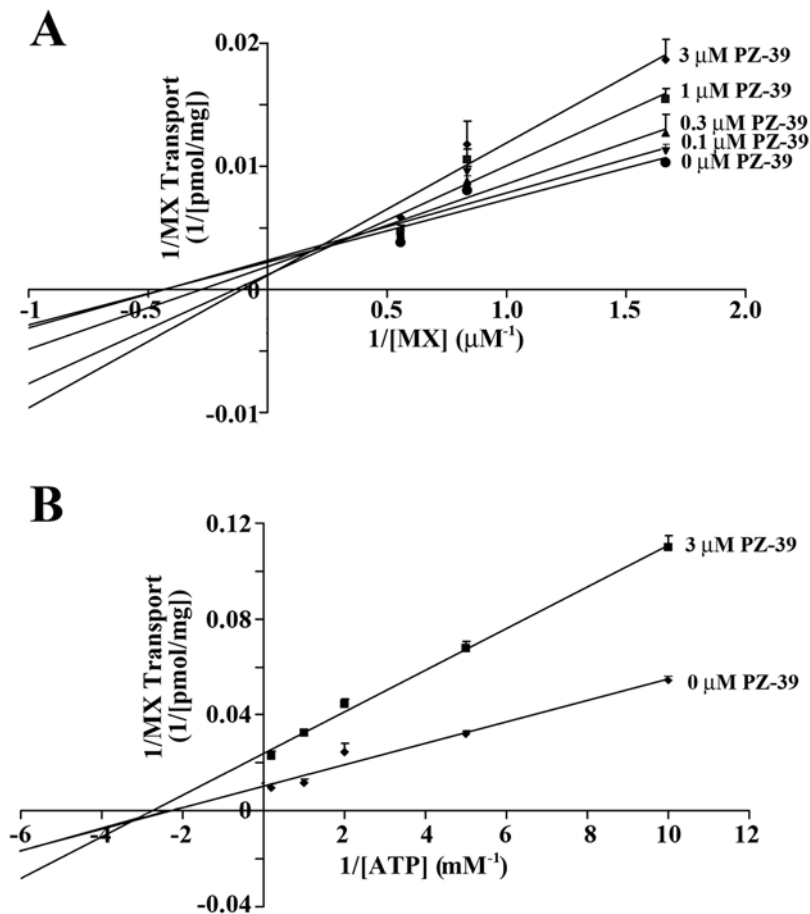 A
1/MX Transport
(1/[pmol/mg])
0.02
0.01
0
-0.01
-1
-0.5
0.5
1.0
1.5
2.0
1/[MX] (μM⁻¹)
3 μM PZ-39
1 μM PZ-39
0.3 μM PZ-39
0.1 μM PZ-39
0 μM PZ-39
B
1/MX Transport
(1/[pmol/mg])
0.12
0.08
0.04
0
-0.04
-6
-4
-2
2
4
6
8
10
12
1/[ATP] (mM⁻¹)
3 μM PZ-39
0 μM PZ-39